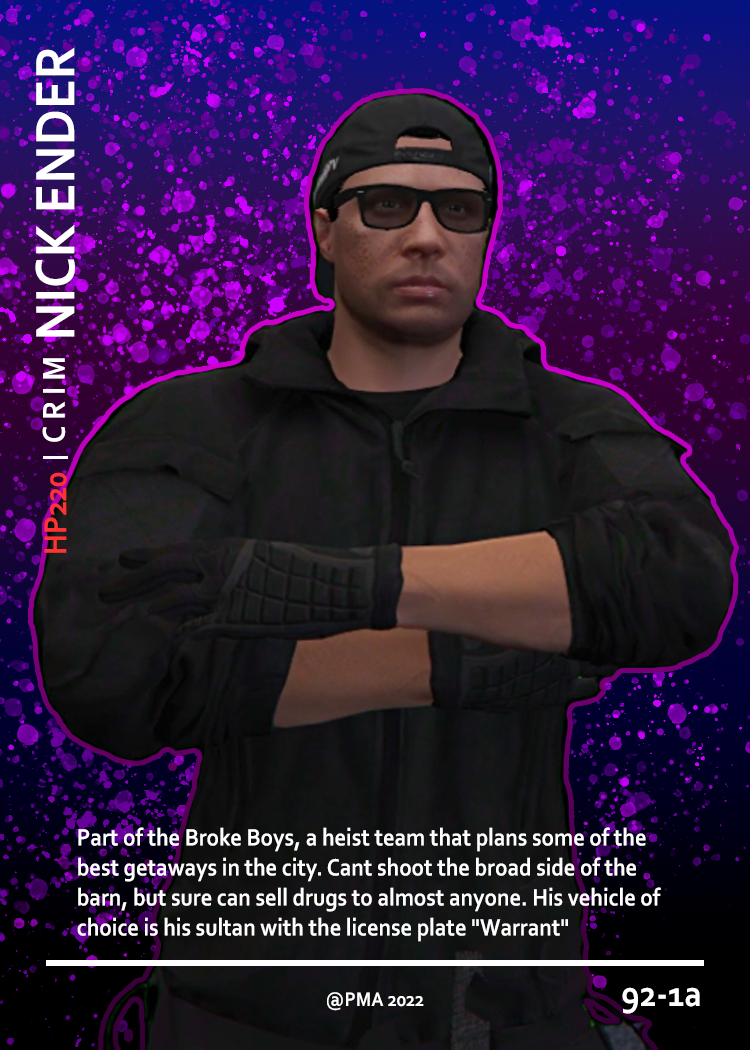 HP220 | CRIM NICK ENDER
Part of the Broke Boys, a heist team that plans some of the
best getaways in the city. Cant shoot the broad side of the
barn, but sure can sell drugs to almost anyone. His vehicle of
choice is his sultan with the license plate "Warrant"
@PMA 2022
92-1a